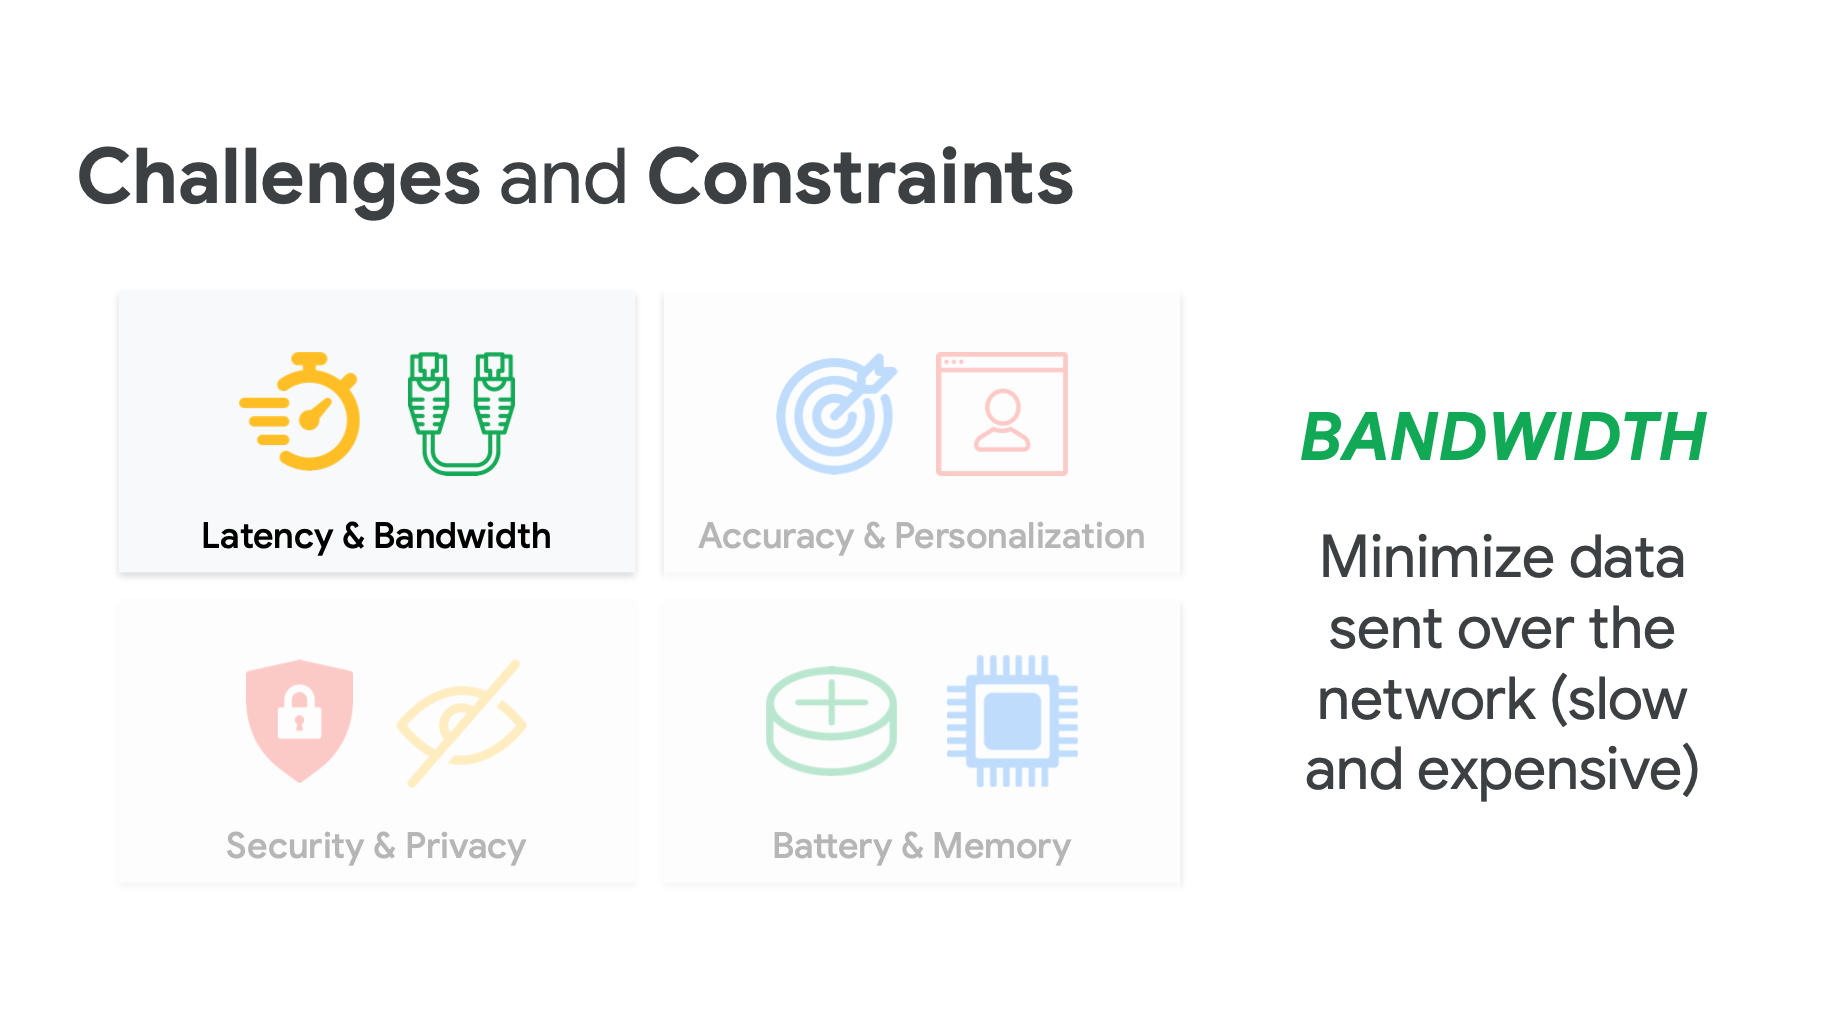 Challenges and Constraints
Latency & Bandwidth
Accuracy & Personalization
Security & Privacy
Battery & Memory
BANDWIDTH
Minimize data
sent over the
network (slow
and expensive)